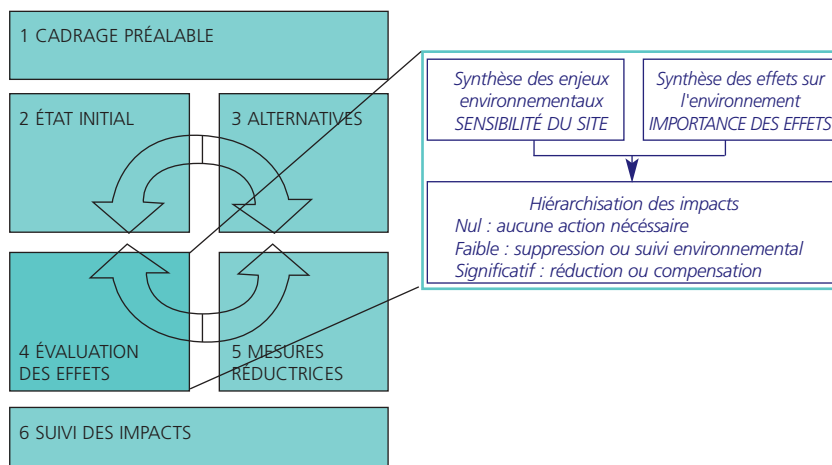 1 CADRAGE PRÉALABLE
2 ÉTAT INITIAL
3 ALTERNATIVES
4 ÉVALUATION
DES EFFETS
5 MESURES
RÉDUCTRICES
6 SUIVI DES IMPACTS
Synthèse des enjeux
environnementaux
SENSIBILITÉ DU SITE
Synthèse des effets sur
l'environnement
IMPORTANCE DES EFFETS
Hiérarchisation des impacts
Nul : aucune action nécéssaire
Faible : suppression ou suivi environnemental
Significatif : réduction ou compensation